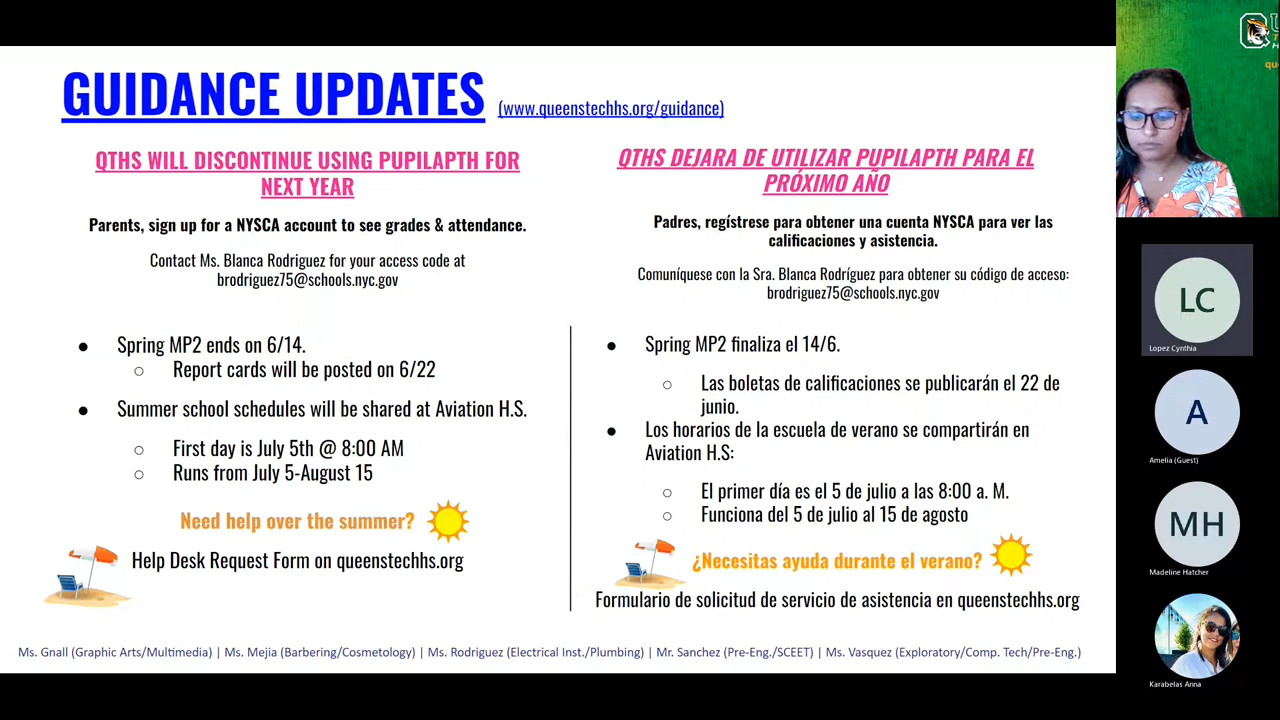 GUIDANCE UPDATES (www.queenstechhs.org/guidance)
QTHS WILL DISCONTINUE USING PUPILAPTH FOR
NEXT YEAR
Parents, sign up for a NYSCA account to see grades & attendance.
Contact Ms. Blanca Rodriguez for your access code at
brodriguez75@schools.nyc.gov
● Spring MP2 ends on 6/14.
○ Report cards will be posted on 6/22
● Summer school schedules will be shared at Aviation H.S.
○ First day is July 5th @ 8:00 AM
○ Runs from July 5-August 15
Need help over the summer?
Help Desk Request Form on queenstechhs.org
QTHS DEJARA DE UTILIZAR PUPILAPTH PARA EL
PRÓXIMO AÑO
Padres, regístrese para obtener una cuenta NYSCA para ver las
calificaciones y asistencia.
Comuníquese con la Sra. Blanca Rodríguez para obtener su código de acceso:
brodriguez75@schools.nyc.gov
● Spring MP2 finaliza el 14/6.
○ Las boletas de calificaciones se publicarán el 22 de
junio.
● Los horarios de la escuela de verano se compartirán en
Aviation H.S:
○ El primer día es el 5 de julio a las 8:00 a. M.
○ Funciona del 5 de julio al 15 de agosto
¿Necesitas ayuda durante el verano?
Formulario de solicitud de servicio de asistencia en queenstechhs.org
Ms. Gnall (Graphic Arts/Multimedia) | Ms. Mejia (Barbering/Cosmetology) | Ms. Rodriguez (Electrical Inst./Plumbing) | Mr. Sanchez (Pre-Eng./SCEET) | Ms. Vasquez (Exploratory/Comp. Tech/Pre-Eng.)
LC
Lopez Cynthia
A
Amelia (Guest)
MH
Madeline Hatcher
Karabelas Anna